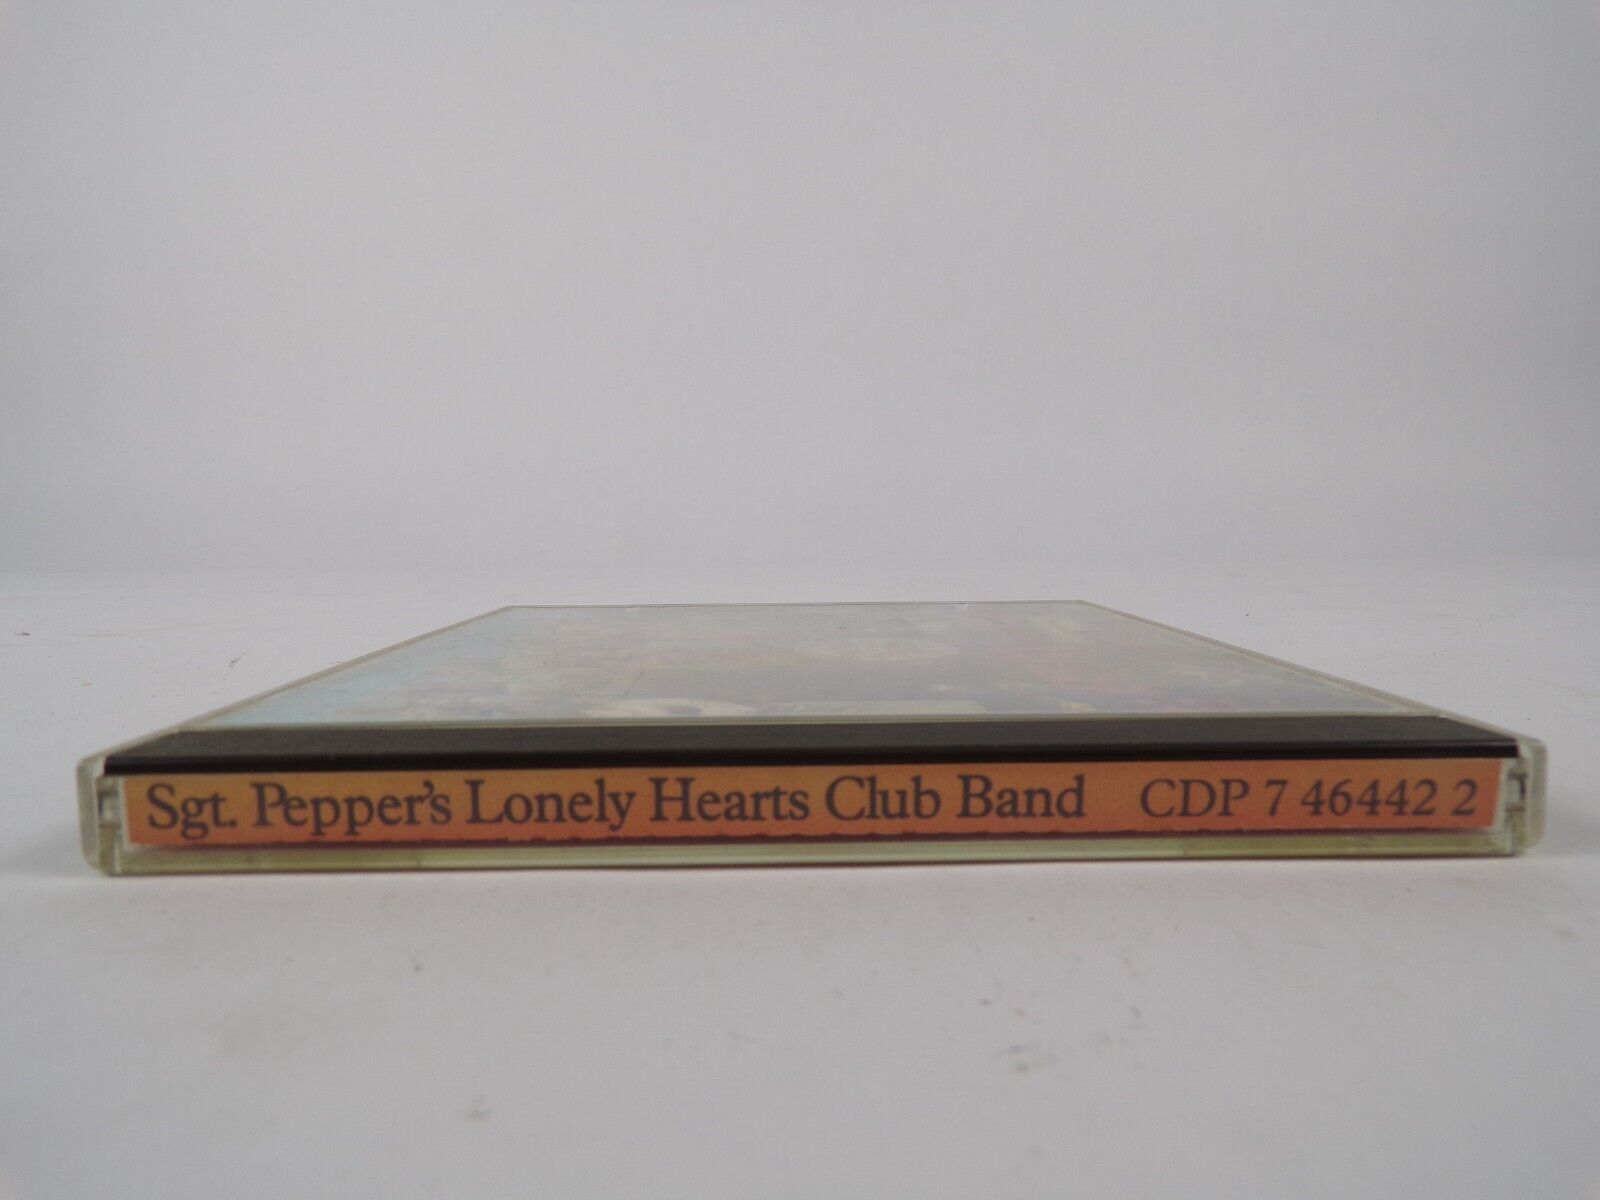 Sgt. Pepper's Lonely Hearts Club Band CDP 7 46442 2